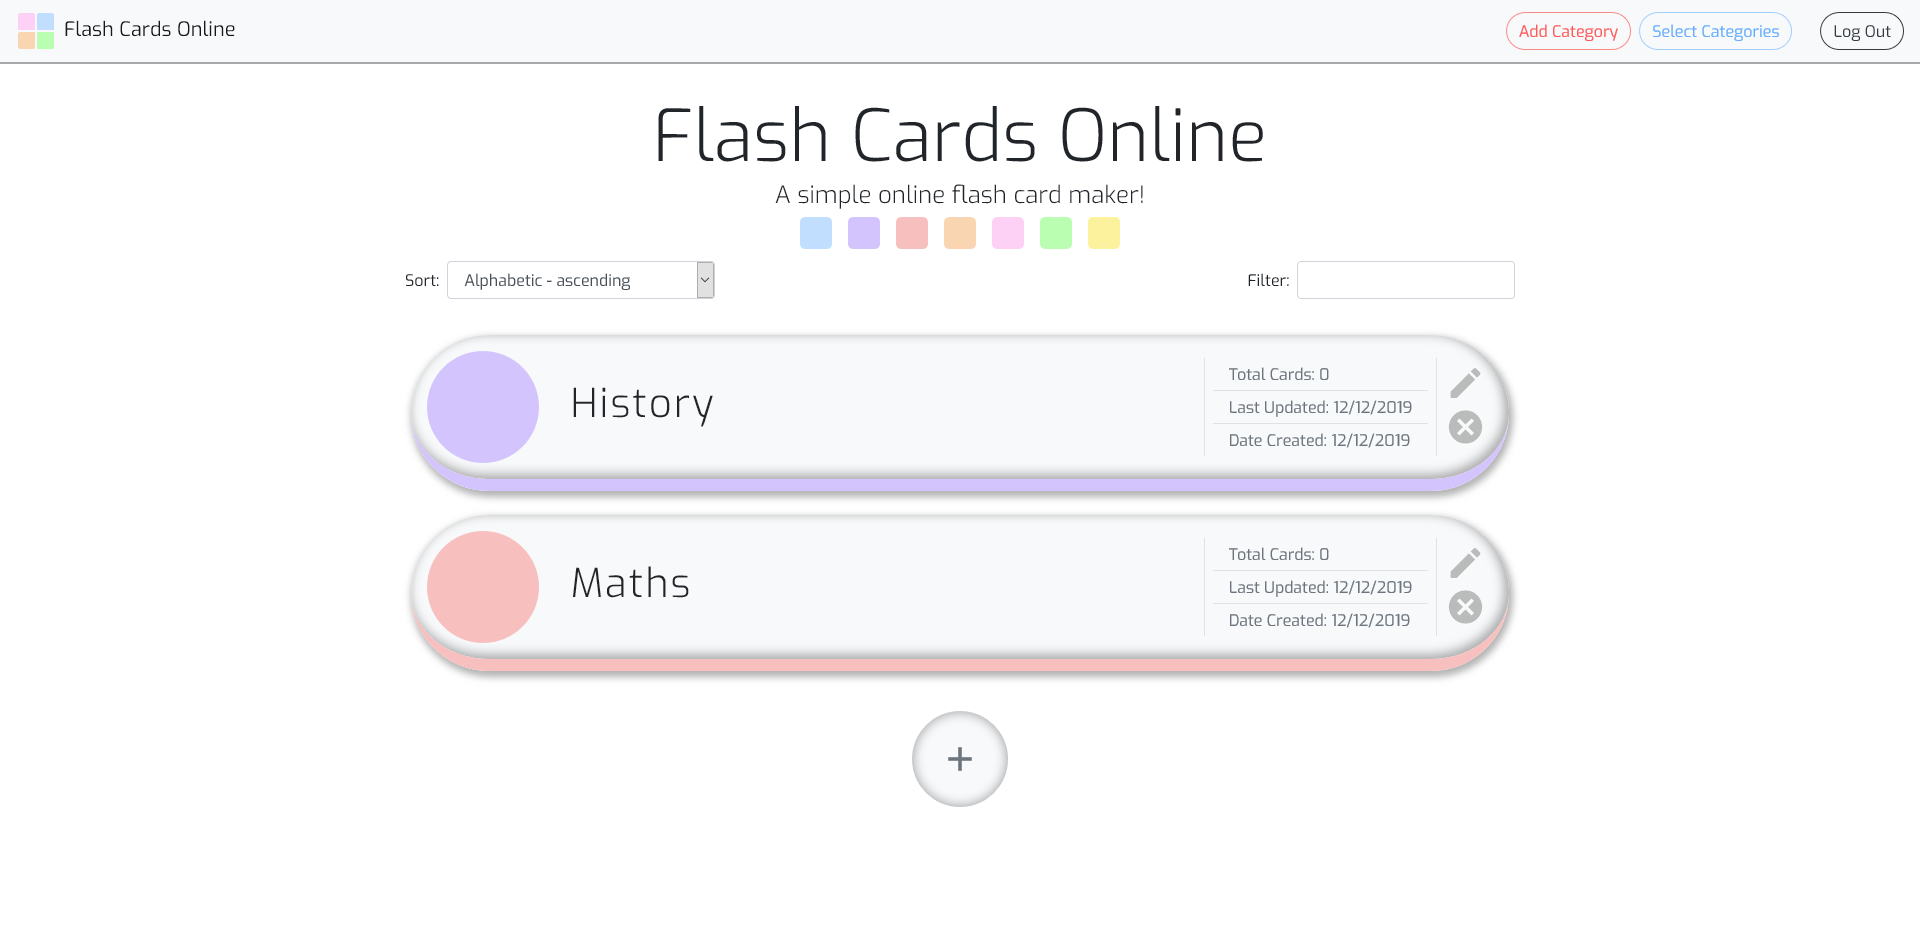 Flash Cards Online
Add Category
Select Categories
Log Out
Flash Cards Online
A simple online flash card maker!
Sort: Alphabetic - ascending
Filter:
History
Total Cards: 0
Last Updated: 12/12/2019
Date Created: 12/12/2019
Maths
Total Cards: 0
Last Updated: 12/12/2019
Date Created: 12/12/2019
+